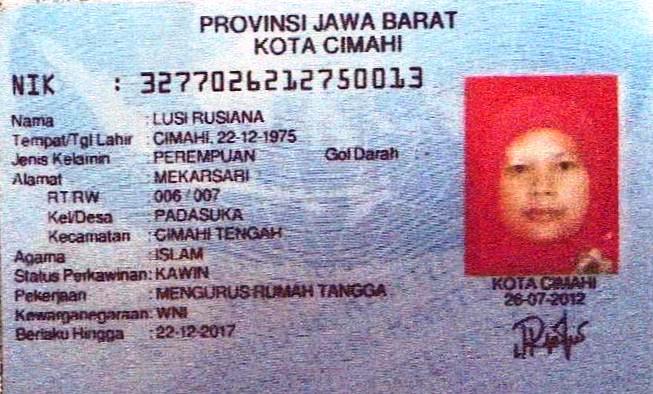 PROVINSI JAWA BARAT
KOTA CIMAHI
NIK : 3277026212750013
Nama : LUSI RUSIANA
Tempat/Tgl Lahir : CIMAHI, 22-12-1975
Jenis Kelamin : PEREMPUAN Gol Darah : -
Alamat : MEKARSARI
RT/RW : 006 / 007
Kel/Desa : PADASUKA
Kecamatan : CIMAHI TENGAH
Agama : ISLAM
Status Perkawinan: KAWIN
Pekerjaan : MENGURUS RUMAH TANGGA
Kewarganegaraan: WNI
Berlaku Hingga : 22-12-2017
KOTA CIMAHI
26-07-2012